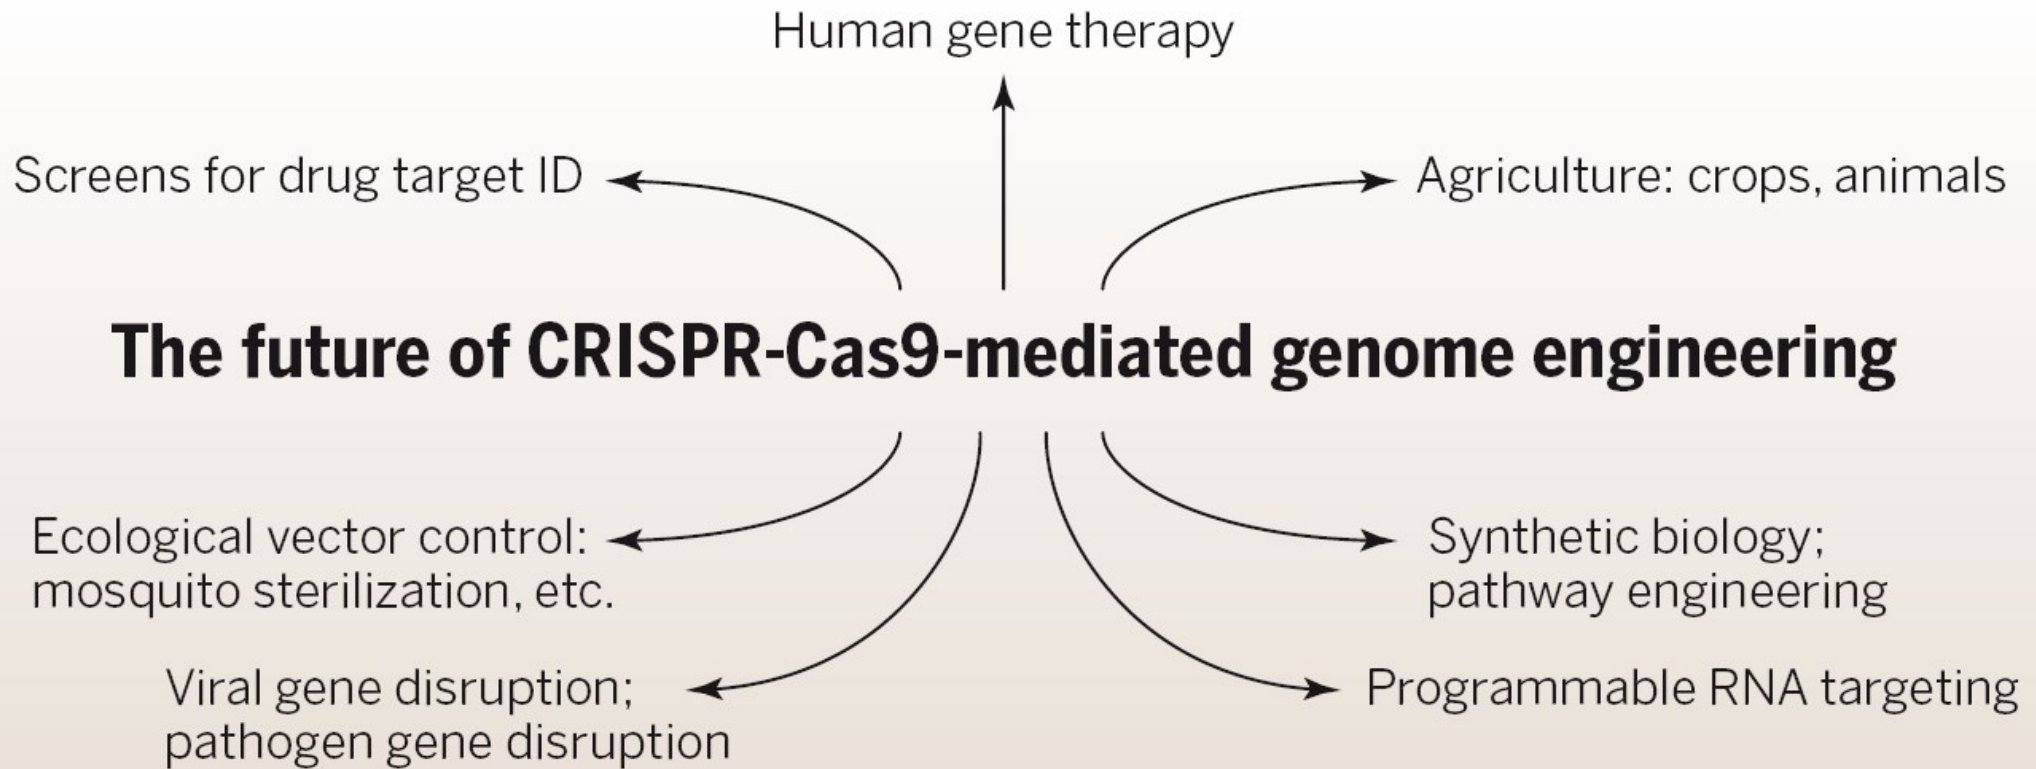 Human gene therapy
Screens for drug target ID
Agriculture: crops, animals
The future of CRISPR-Cas9-mediated genome engineering
Ecological vector control:
mosquito sterilization, etc.
Synthetic biology;
pathway engineering
Viral gene disruption;
pathogen gene disruption
Programmable RNA targeting